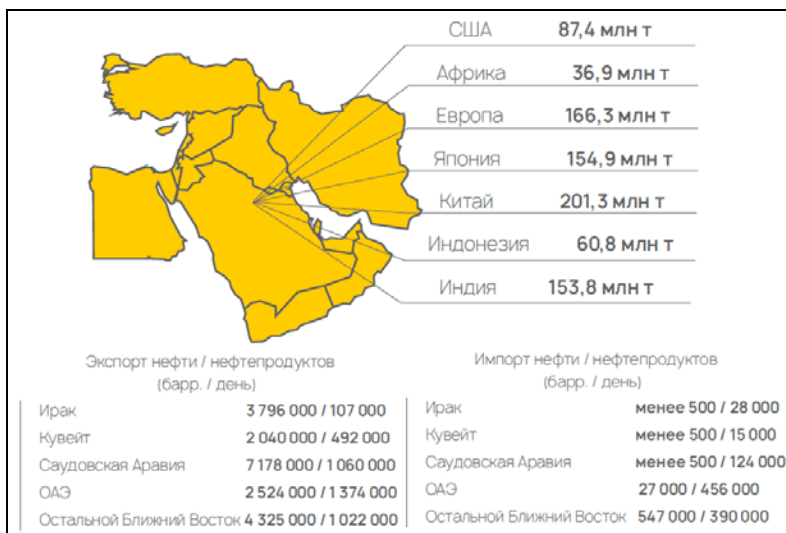 США 87,4 млн т
Африка 36,9 млн т
Европа 166,3 млн т
Япония 154,9 млн т
Китай 201,3 млн т
Индонезия 60,8 млн т
Индия 153,8 млн т
Экспорт нефти / нефтепродуктов
(барр. / день)
Ирак 3 796 000 / 107 000
Кувейт 2 040 000 / 492 000
Саудовская Аравия 7 178 000 / 1 060 000
ОАЭ 2 524 000 / 1 374 000
Остальной Ближний Восток 4 325 000 / 1 022 000
Импорт нефти / нефтепродуктов
(барр. / день)
Ирак менее 500 / 28 000
Кувейт менее 500 / 15 000
Саудовская Аравия менее 500 / 124 000
ОАЭ 27 000 / 456 000
Остальной Ближний Восток 547 000 / 390 000